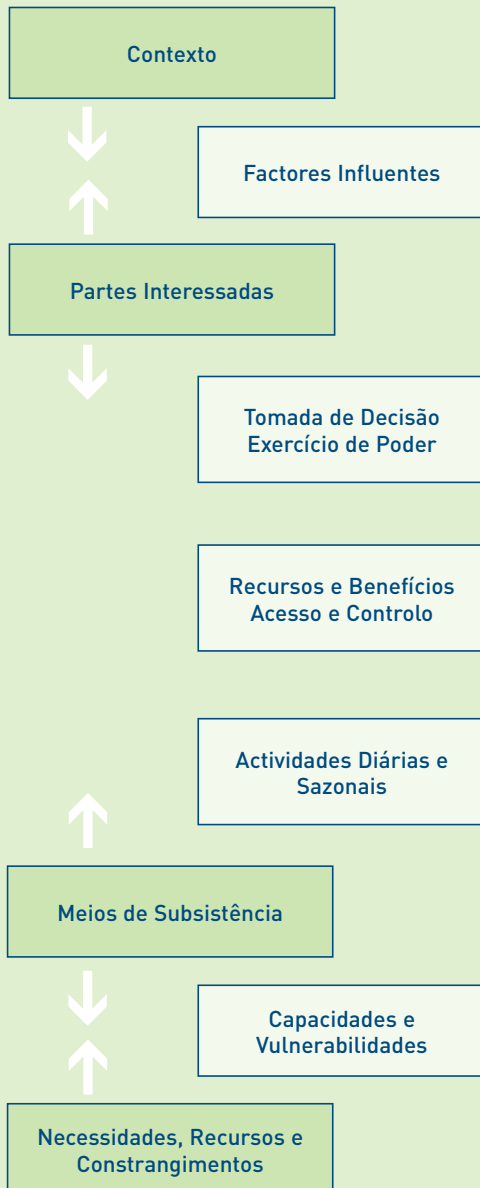 Contexto
Factores Influentes
Partes Interessadas
Tomada de Decisão
Exercício de Poder
Recursos e Benefícios
Acesso e Controlo
Actividades Diárias e
Sazonais
Meios de Subsistência
Capacidades e
Vulnerabilidades
Necessidades, Recursos e
Constrangimentos